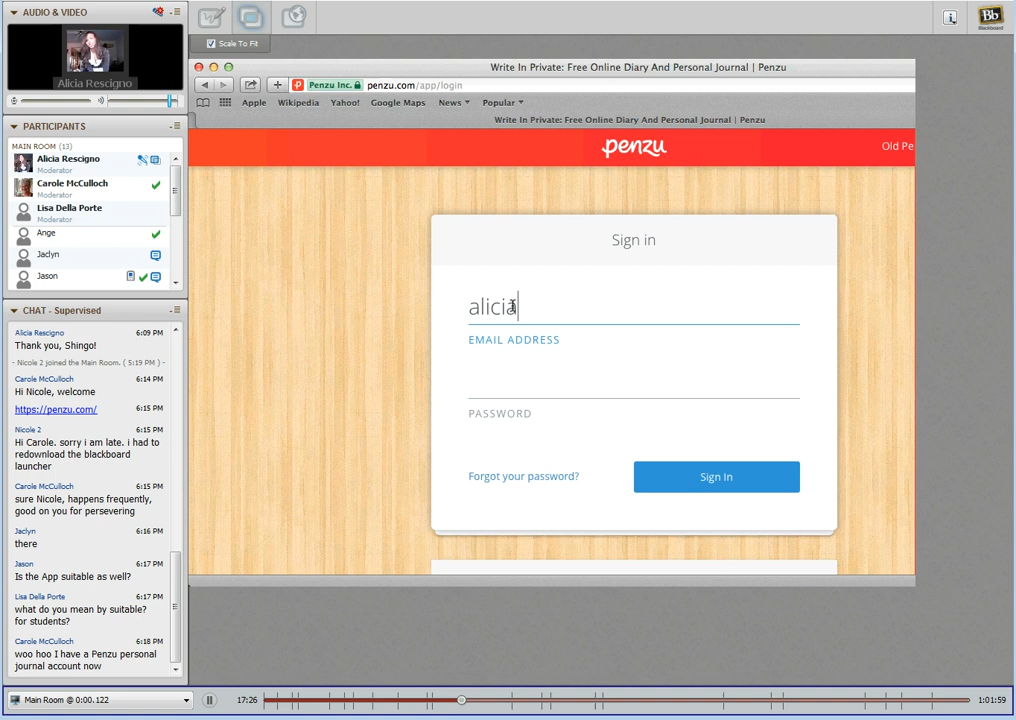 AUDIO & VIDEO
Alicia Rescigno
PARTICIPANTS
MAIN ROOM (13)
Alicia Rescigno
Moderator
Carole McCulloch
Moderator
Lisa Della Porte
Moderator
Ange
Jaclyn
Jason
CHAT - Supervised
Alicia Rescigno 6:09 PM
Thank you, Shingo!
- Nicole 2 joined the Main Room. ( 5:19 PM ) -
Carole McCulloch 6:14 PM
Hi Nicole, welcome
https://penzu.com/ 6:15 PM
Nicole 2 6:15 PM
Hi Carole. sorry i am late. i had to
redownload the blackboard
launcher
Carole McCulloch 6:15 PM
sure Nicole, happens frequently,
good on you for persevering
Jaclyn 6:16 PM
there
Jason 6:17 PM
Is the App suitable as well?
Lisa Della Porte 6:17 PM
what do you mean by suitable?
for students?
Carole McCulloch 6:18 PM
woo hoo I have a Penzu personal
journal account now
Main Room @ 0:00.122
17:26
1:01:59
Scale To Fit
Bb
Blackboard
Write In Private: Free Online Diary And Personal Journal | Penzu
Penzu Inc. penzu.com/app/login
Apple Wikipedia Yahoo! Google Maps News Popular
Write In Private: Free Online Diary And Personal Journal | Penzu
penzu
Old Pe
Sign in
alicia
EMAIL ADDRESS
PASSWORD
Forgot your password?
Sign In